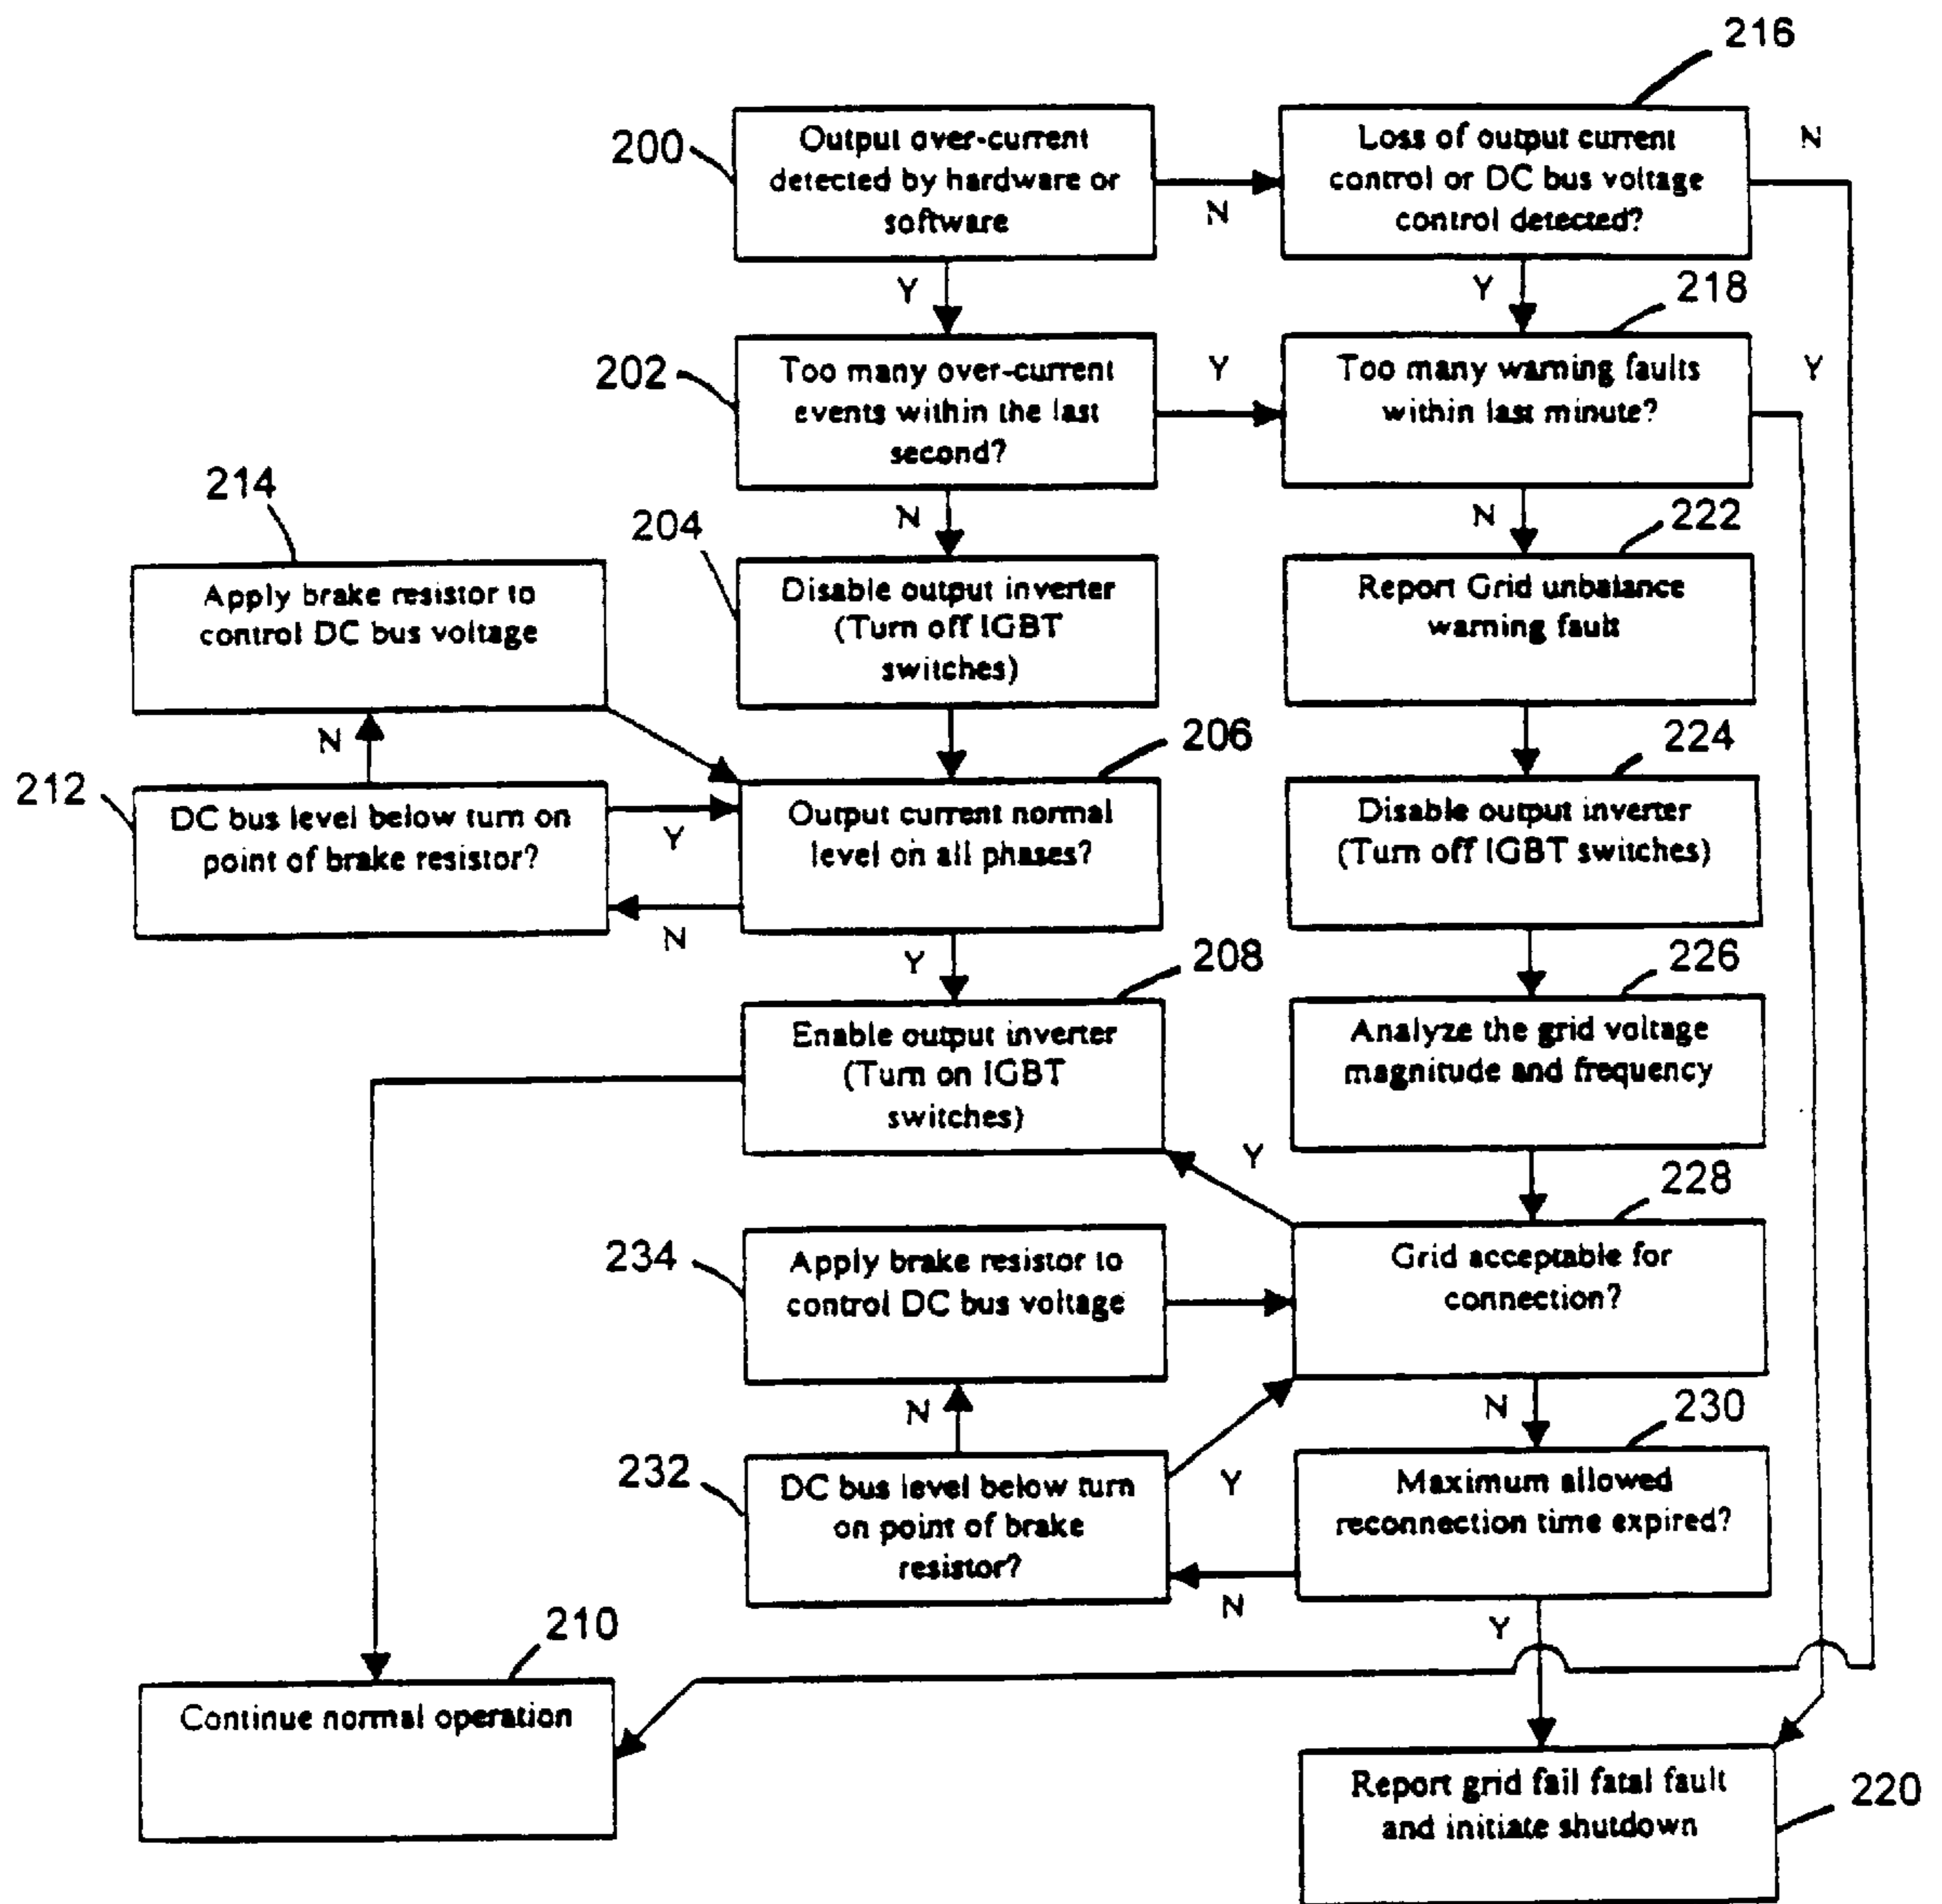 216
200
Output over-current
detected by hardware or
software
N
Loss of output current
control or DC bus voltage
control detected?
N
Y
Y
218
202
Too many over-current
events within the last
second?
Y
Too many warning faults
within last minute?
Y
214
N
N
204
222
Apply brake resistor to
control DC bus voltage
Disable output inverter
(Turn off IGBT
switches)
Report Grid unbalance
warning fault
N
206
224
212
DC bus level below turn on
point of brake resistor?
Y
N
Output current normal
level on all phases?
Disable output inverter
(Turn off IGBT switches)
Y
208
226
Enable output inverter
(Turn on IGBT
switches)
Analyze the grid voltage
magnitude and frequency
Y
228
234
Apply brake resistor to
control DC bus voltage
Grid acceptable for
connection?
N
N
230
232
DC bus level below turn
on point of brake
resistor?
Y
N
Maximum allowed
reconnection time expired?
Y
210
Continue normal operation
Report grid fail fatal fault
and initiate shutdown
220